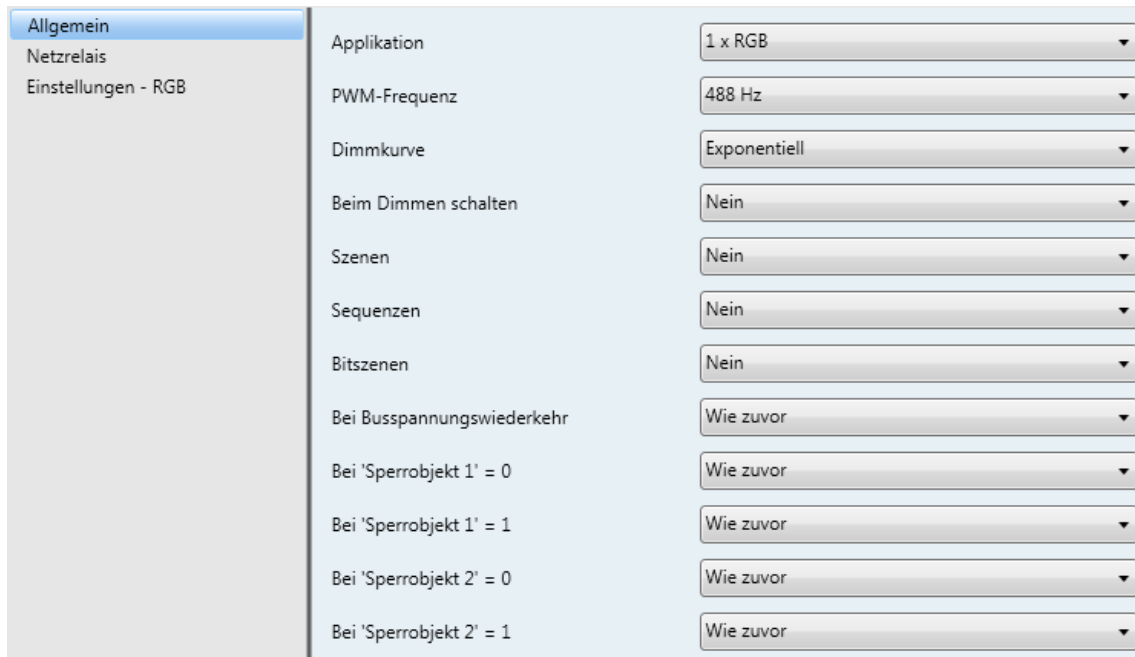 Allgemein
Netzrelais
Einstellungen - RGB
Applikation 1 x RGB
PWM-Frequenz 488 Hz
Dimmkurve Exponentiell
Beim Dimmen schalten Nein
Szenen Nein
Sequenzen Nein
Bitszenen Nein
Bei Busspannungswiederkehr Wie zuvor
Bei 'Sperrobjekt 1' = 0 Wie zuvor
Bei 'Sperrobjekt 1' = 1 Wie zuvor
Bei 'Sperrobjekt 2' = 0 Wie zuvor
Bei 'Sperrobjekt 2' = 1 Wie zuvor